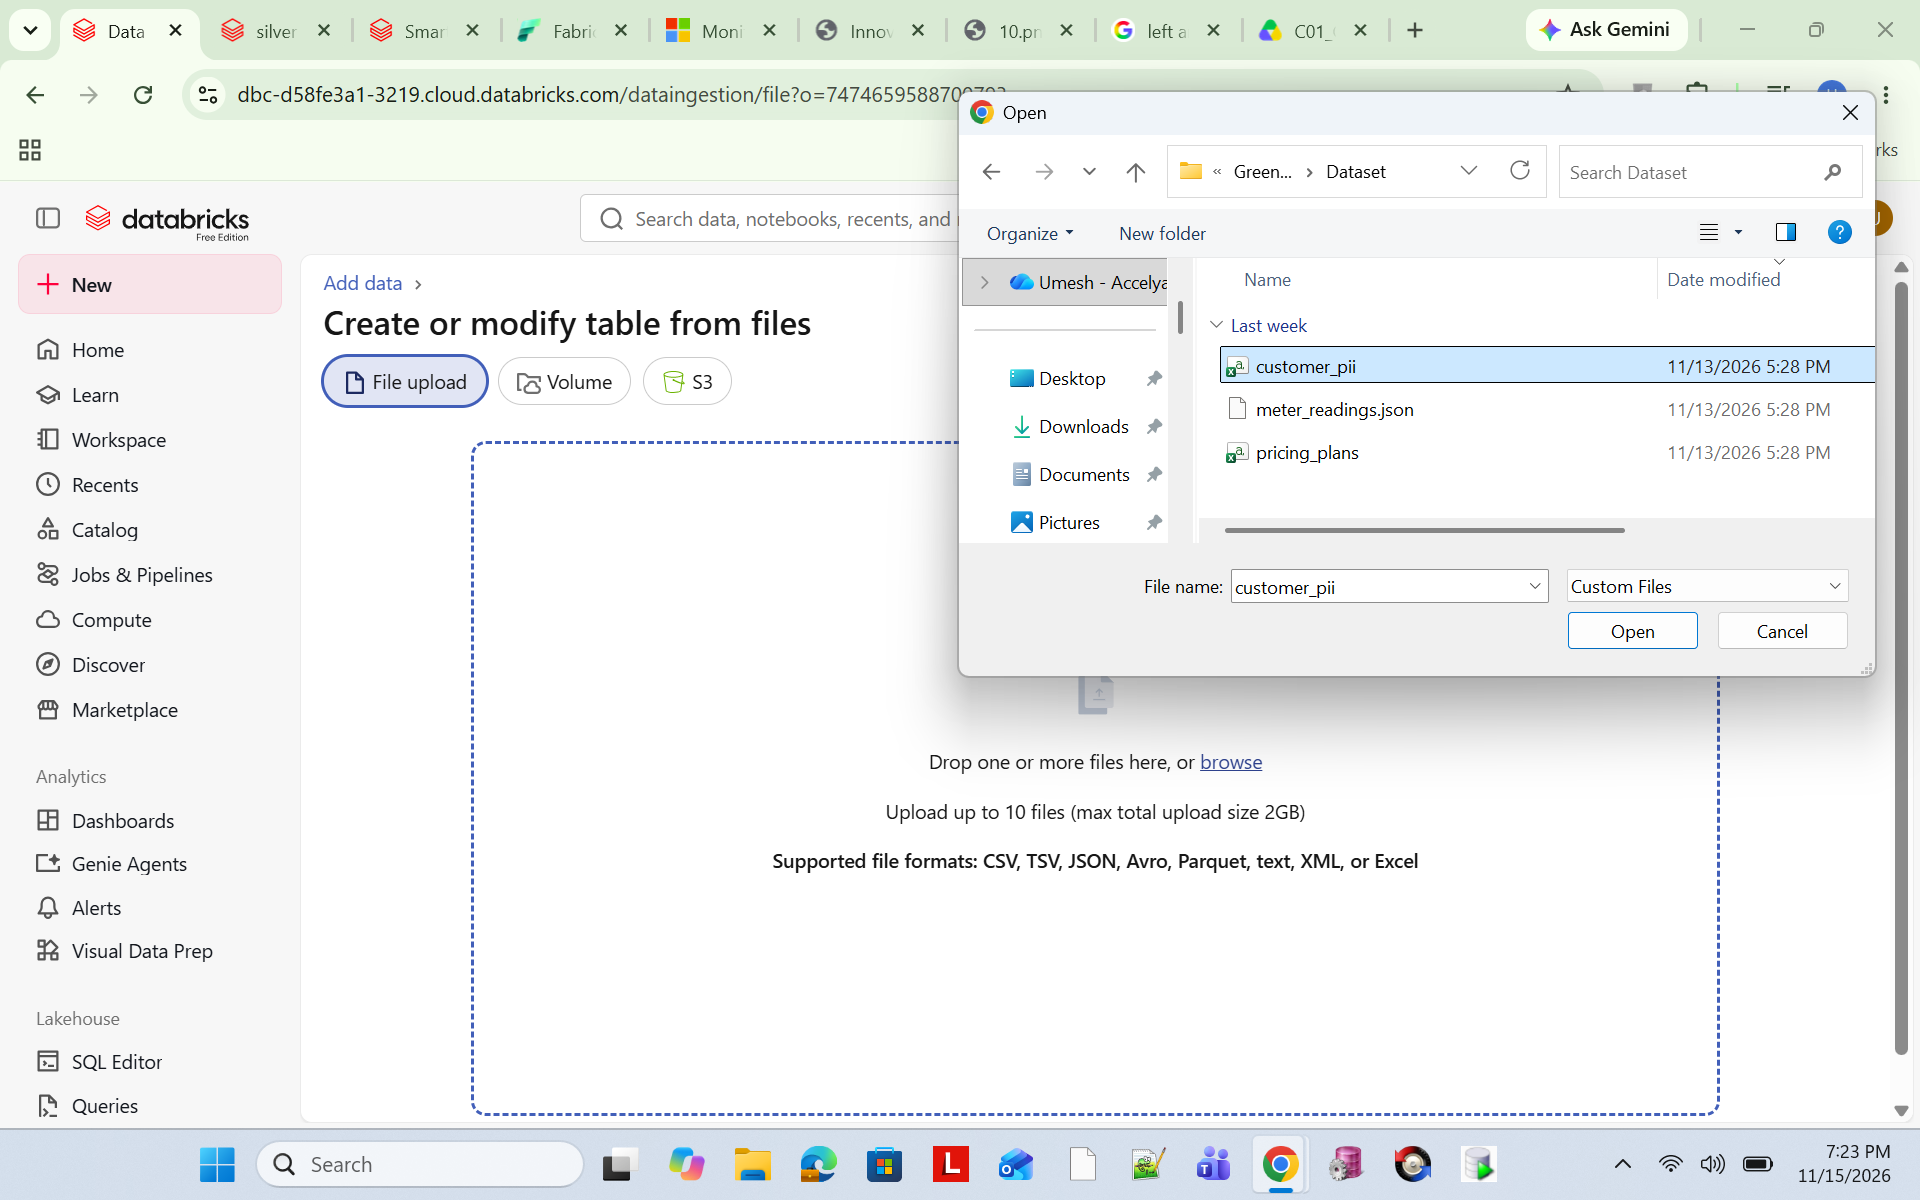 Data
silver
Smar
Fabric
Moni
Innov
10.pn
left a
C01_
Ask Gemini
dbc-d58fe3a1-3219.cloud.databricks.com/dataingestion/file?o=7474659588700792
rks
databricks
Free Edition
Search data, notebooks, recents, and
New
Home
Learn
Workspace
Recents
Catalog
Jobs & Pipelines
Compute
Discover
Marketplace
Analytics
Dashboards
Genie Agents
Alerts
Visual Data Prep
Lakehouse
SQL Editor
Queries
Add data ›
Create or modify table from files
File upload
Volume
S3
Drop one or more files here, or browse
Upload up to 10 files (max total upload size 2GB)
Supported file formats: CSV, TSV, JSON, Avro, Parquet, text, XML, or Excel
Open
« Green... › Dataset
Search Dataset
Organize
New folder
Umesh - Accelya
Desktop
Downloads
Documents
Pictures
Name
Date modified
Last week
customer_pii 11/13/2026 5:28 PM
meter_readings.json 11/13/2026 5:28 PM
pricing_plans 11/13/2026 5:28 PM
File name: customer_pii
Custom Files
Open
Cancel
Search
7:23 PM
11/15/2026